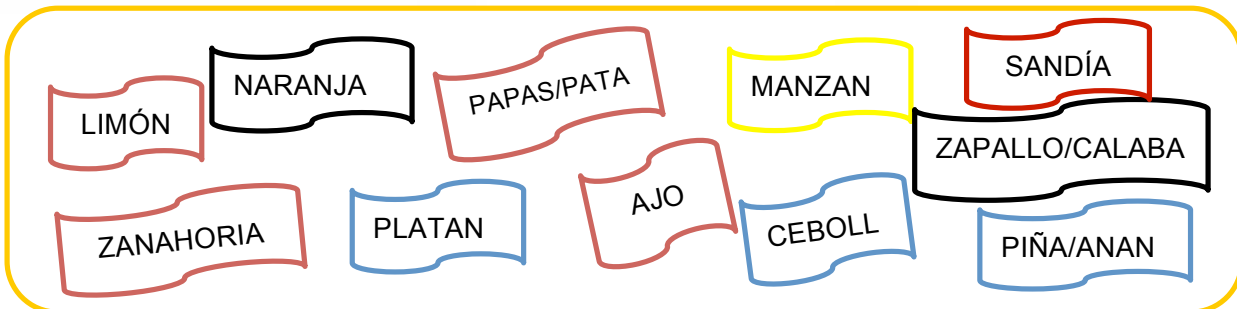 LIMÓN
NARANJA
PAPAS/PATA
MANZAN
SANDÍA
ZAPALLO/CALABA
ZANAHORIA
PLATAN
AJO
CEBOLL
PIÑA/ANAN